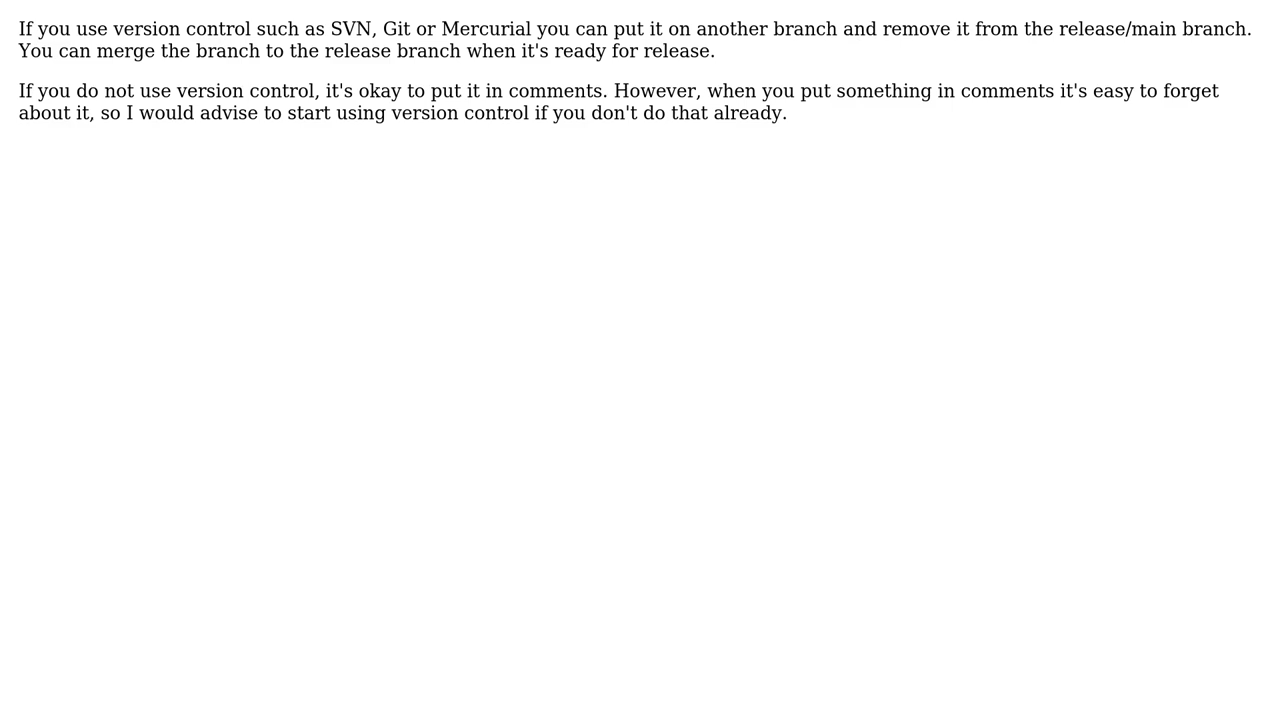 If you use version control such as SVN, Git or Mercurial you can put it on another branch and remove it from the release/main branch.
You can merge the branch to the release branch when it's ready for release.
If you do not use version control, it's okay to put it in comments. However, when you put something in comments it's easy to forget
about it, so I would advise to start using version control if you don't do that already.